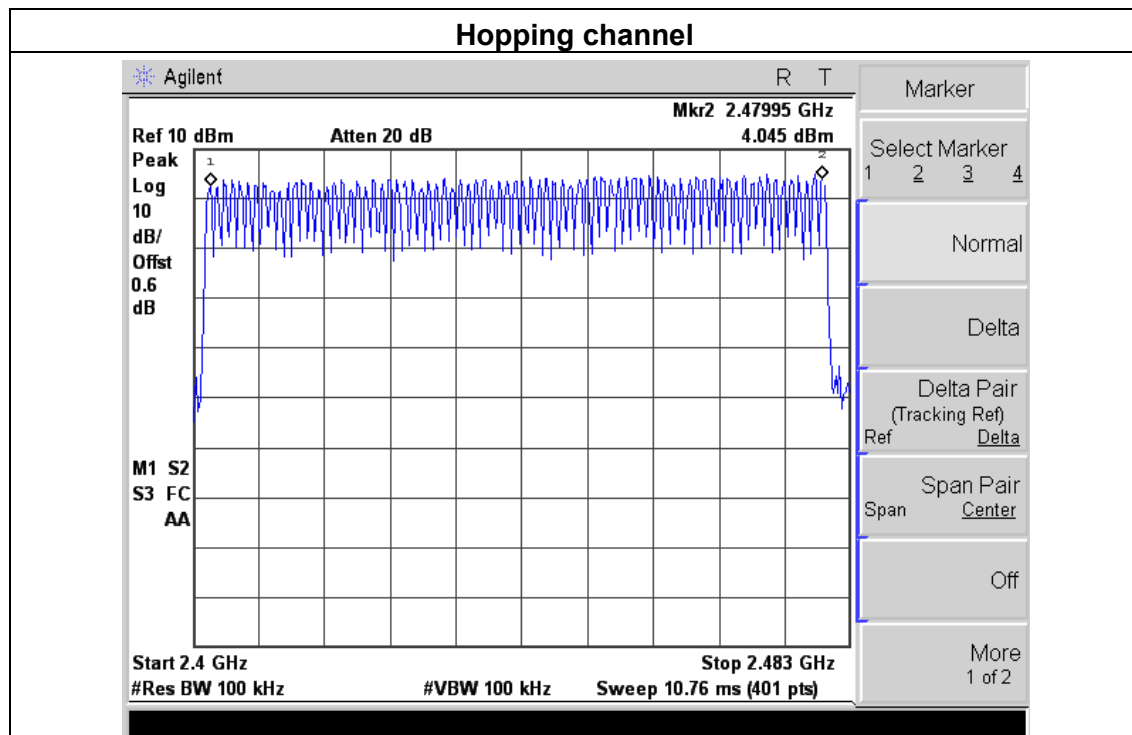 Hopping channel
Agilent
R T
Mkr2 2.47995 GHz
Ref 10 dBm Atten 20 dB 4.045 dBm
Peak
Log
10
dB/
Offst
0.6
dB
1
2
M1 S2
S3 FC
AA
Start 2.4 GHz Stop 2.483 GHz
#Res BW 100 kHz #VBW 100 kHz Sweep 10.76 ms (401 pts)
Marker
Select Marker
1 2 3 4
Normal
Delta
Delta Pair
(Tracking Ref)
Ref Delta
Span Pair
Span Center
Off
More
1 of 2